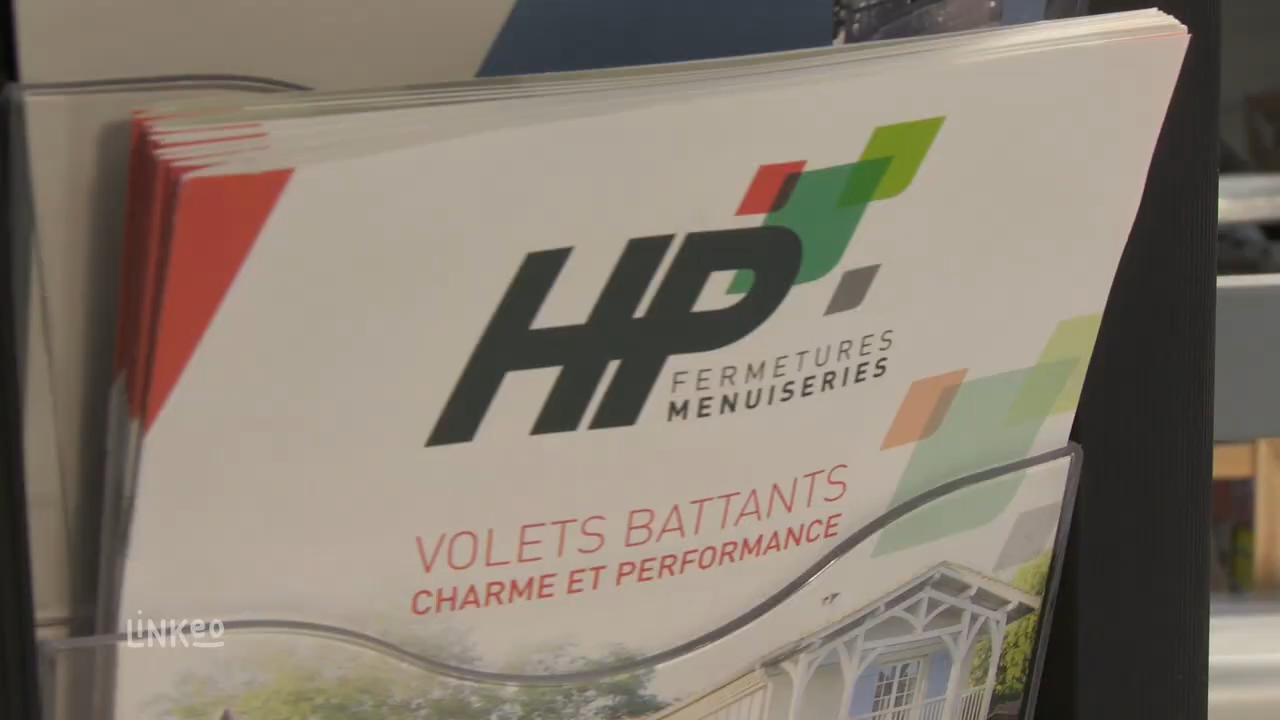 HP
FERMETURES
MENUISERIES
VOLETS BATTANTS
CHARME ET PERFORMANCE
LINKEO